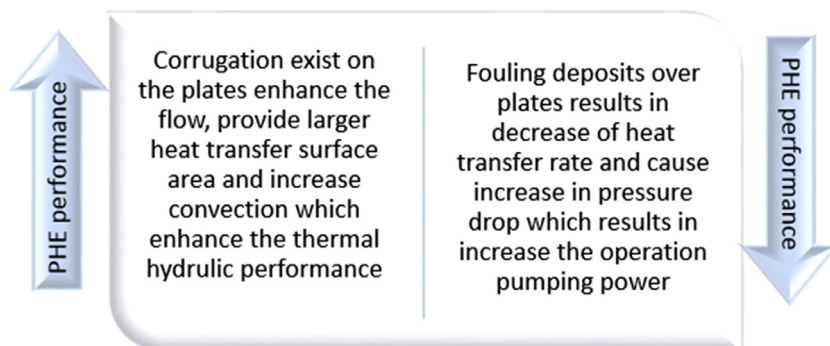 PHE performance
Corrugation exist on
the plates enhance the
flow, provide larger
heat transfer surface
area and increase
convection which
enhance the thermal
hydrulic performance
Fouling deposits over
plates results in
decrease of heat
transfer rate and cause
increase in pressure
drop which results in
increase the operation
pumping power
PHE performance